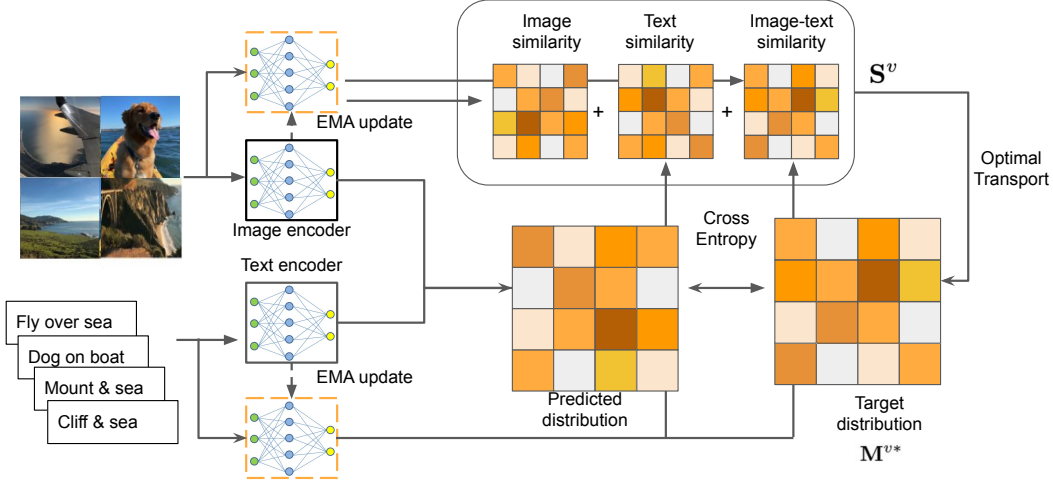 Image
similarity
Text
similarity
Image-text
similarity
+
+
S^v
EMA update
Image encoder
Optimal
Transport
Cross
Entropy
Text encoder
Fly over sea
Dog on boat
Mount & sea
Cliff & sea
EMA update
Predicted
distribution
Target
distribution
M^{v*}